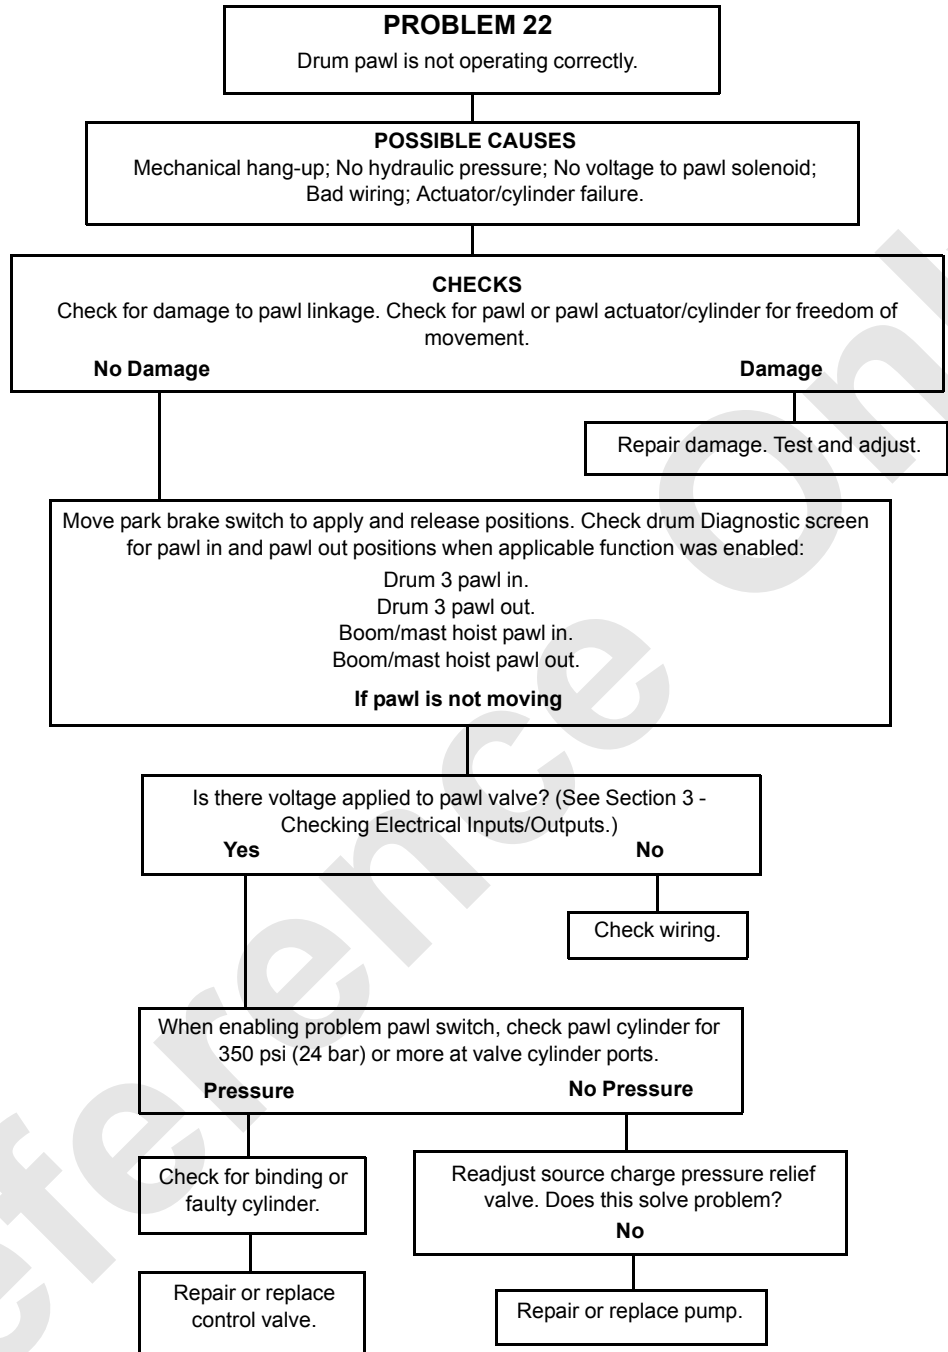 PROBLEM 22
Drum pawl is not operating correctly.
POSSIBLE CAUSES
Mechanical hang-up; No hydraulic pressure; No voltage to pawl solenoid;
Bad wiring; Actuator/cylinder failure.
CHECKS
Check for damage to pawl linkage. Check for pawl or pawl actuator/cylinder for freedom of
movement.
No Damage
Damage
Repair damage. Test and adjust.
Move park brake switch to apply and release positions. Check drum Diagnostic screen
for pawl in and pawl out positions when applicable function was enabled:
Drum 3 pawl in.
Drum 3 pawl out.
Boom/mast hoist pawl in.
Boom/mast hoist pawl out.
If pawl is not moving
Is there voltage applied to pawl valve? (See Section 3 -
Checking Electrical Inputs/Outputs.)
Yes
No
Check wiring.
When enabling problem pawl switch, check pawl cylinder for
350 psi (24 bar) or more at valve cylinder ports.
Pressure
No Pressure
Check for binding or
faulty cylinder.
Readjust source charge pressure relief
valve. Does this solve problem?
No
Repair or replace
control valve.
Repair or replace pump.
eference Onl